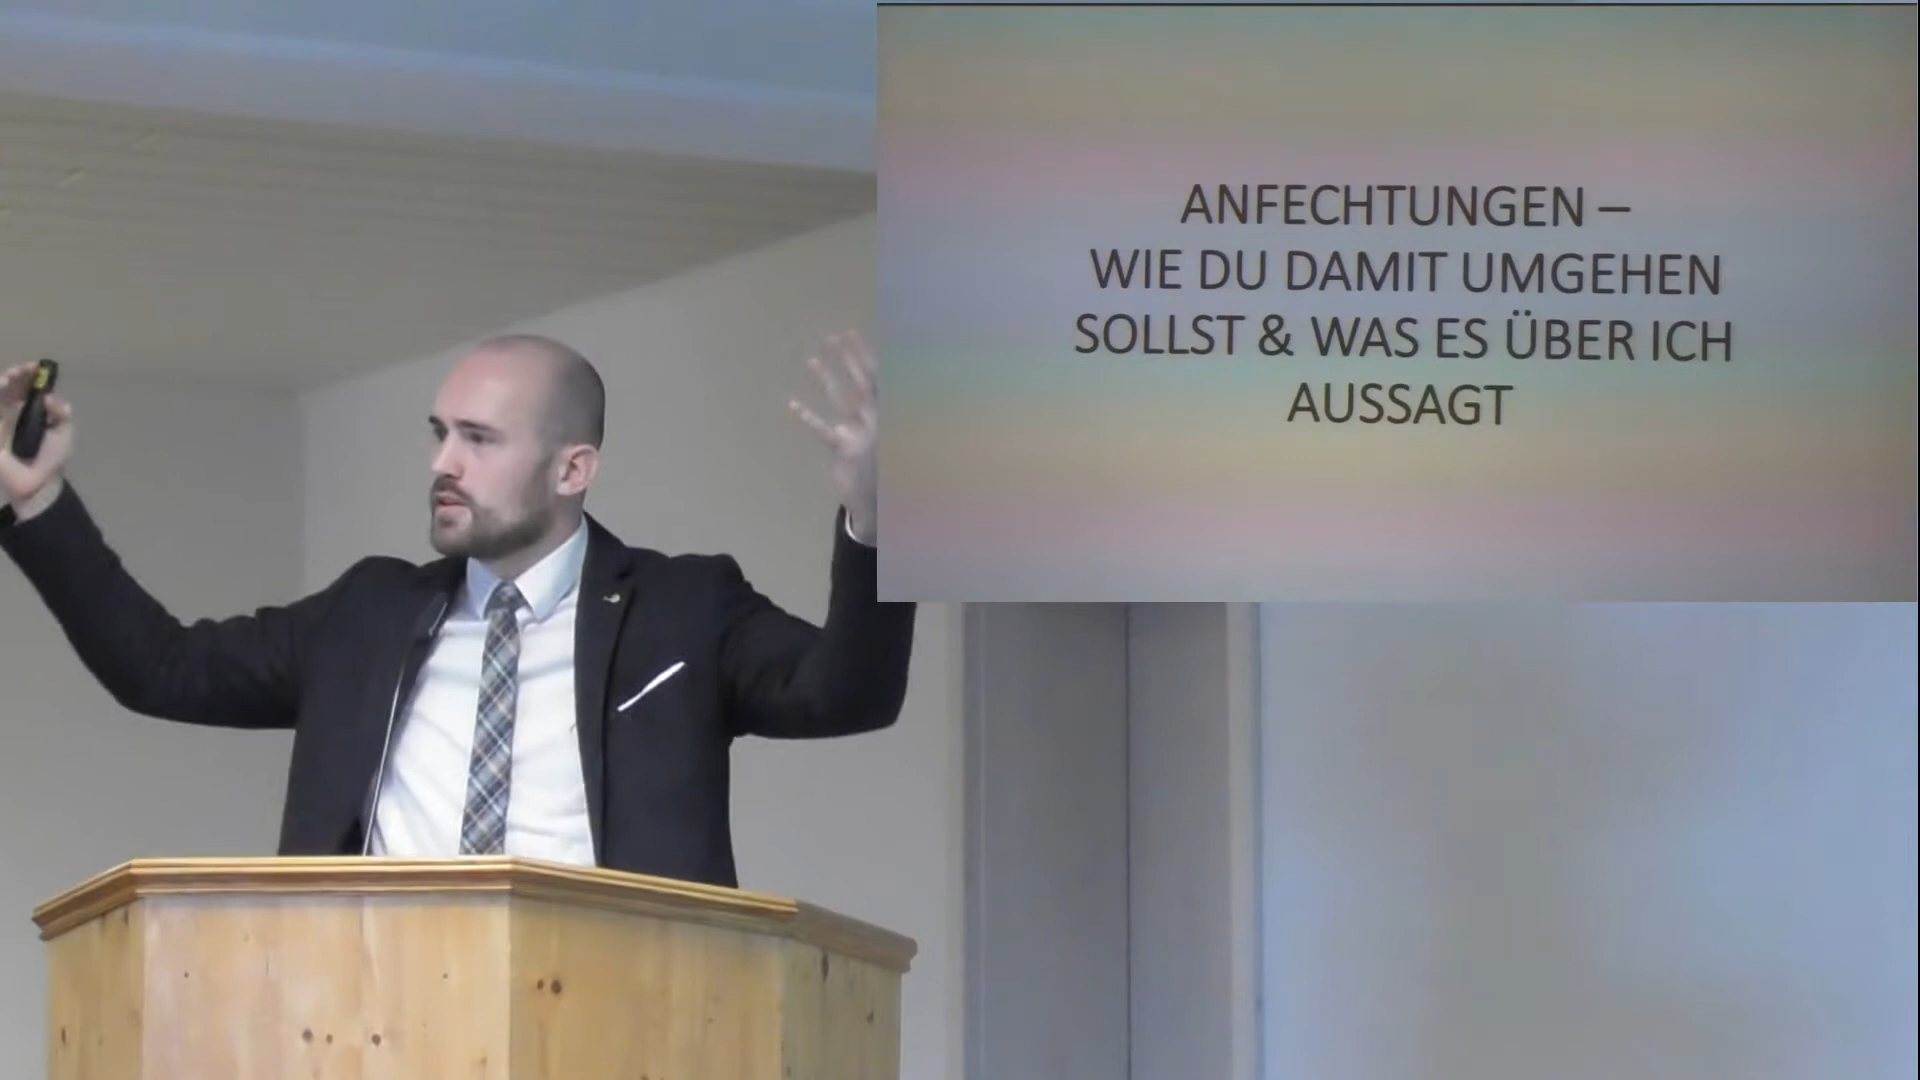 ANFECHTUNGEN –
WIE DU DAMIT UMGEHEN
SOLLST & WAS ES ÜBER ICH
AUSSAGT